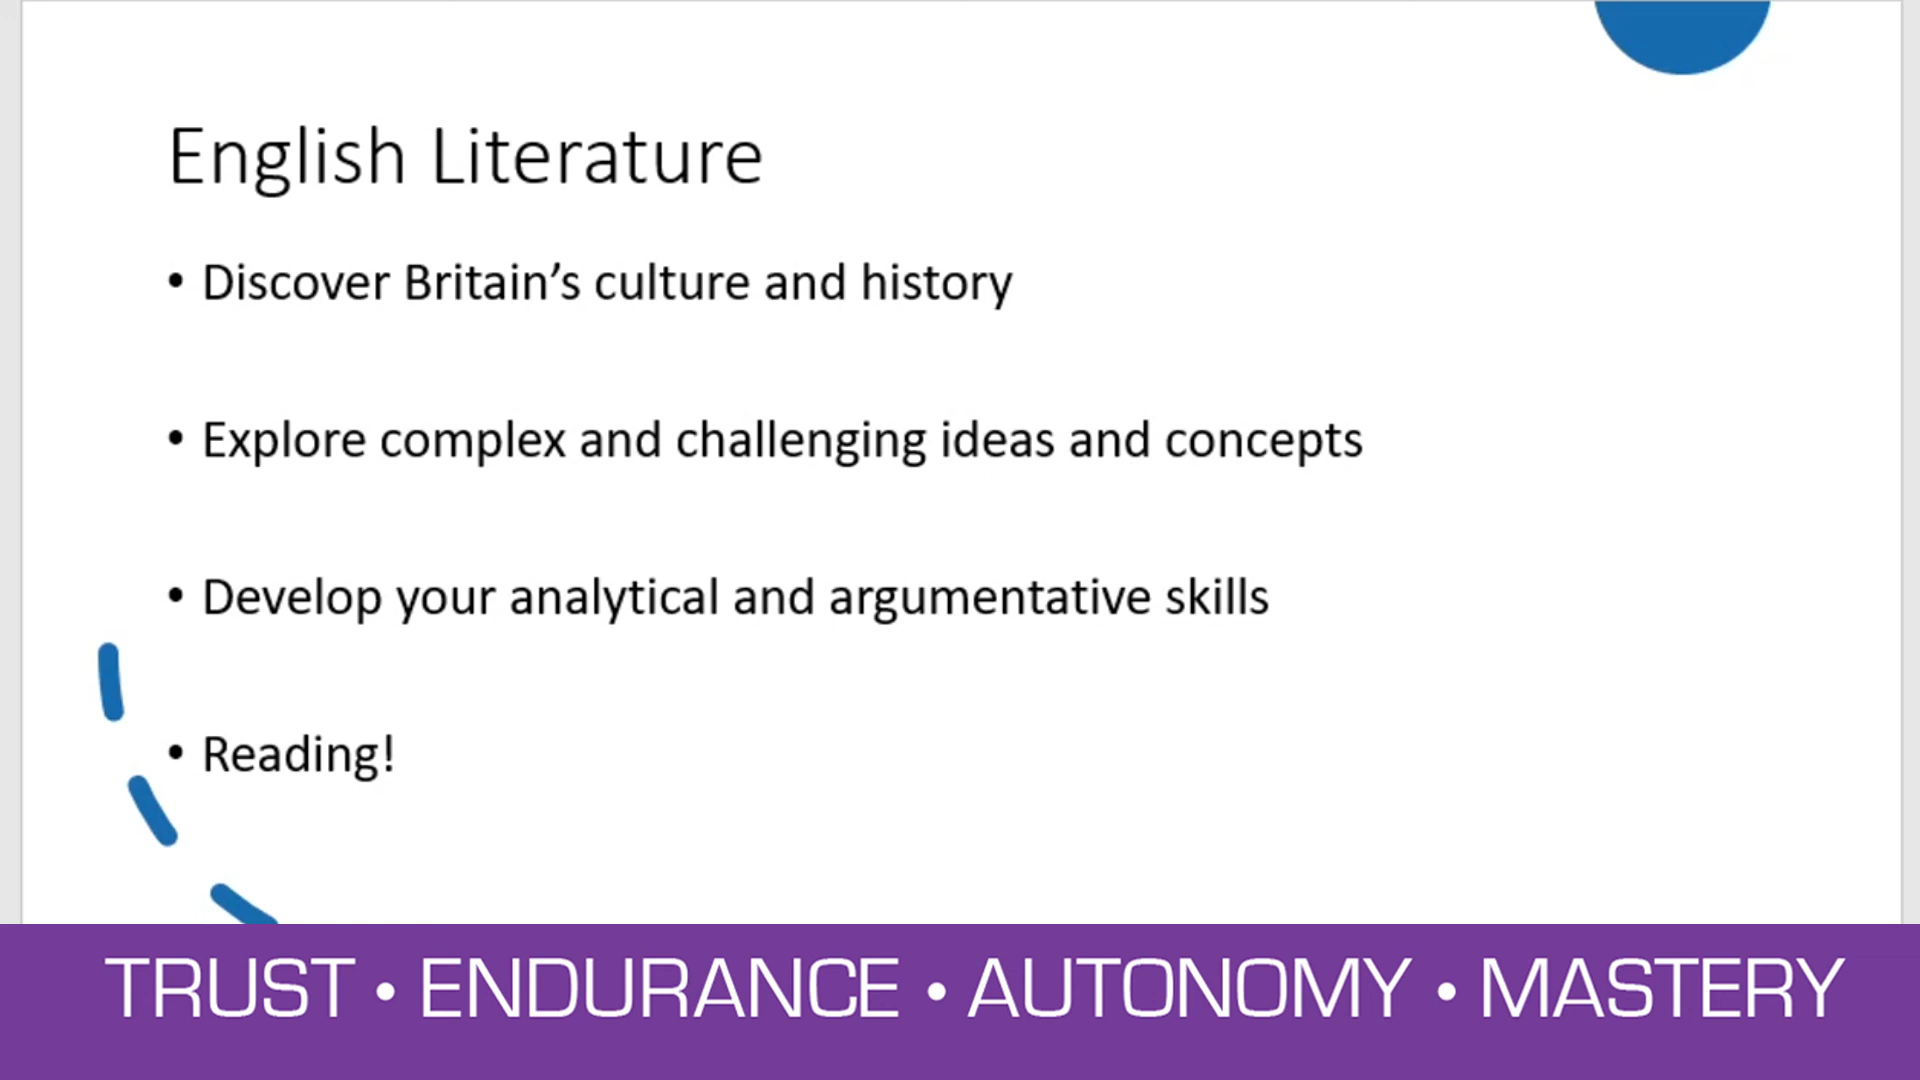 English Literature
• Discover Britain’s culture and history
• Explore complex and challenging ideas and concepts
• Develop your analytical and argumentative skills
• Reading!
TRUST • ENDURANCE • AUTONOMY • MASTERY